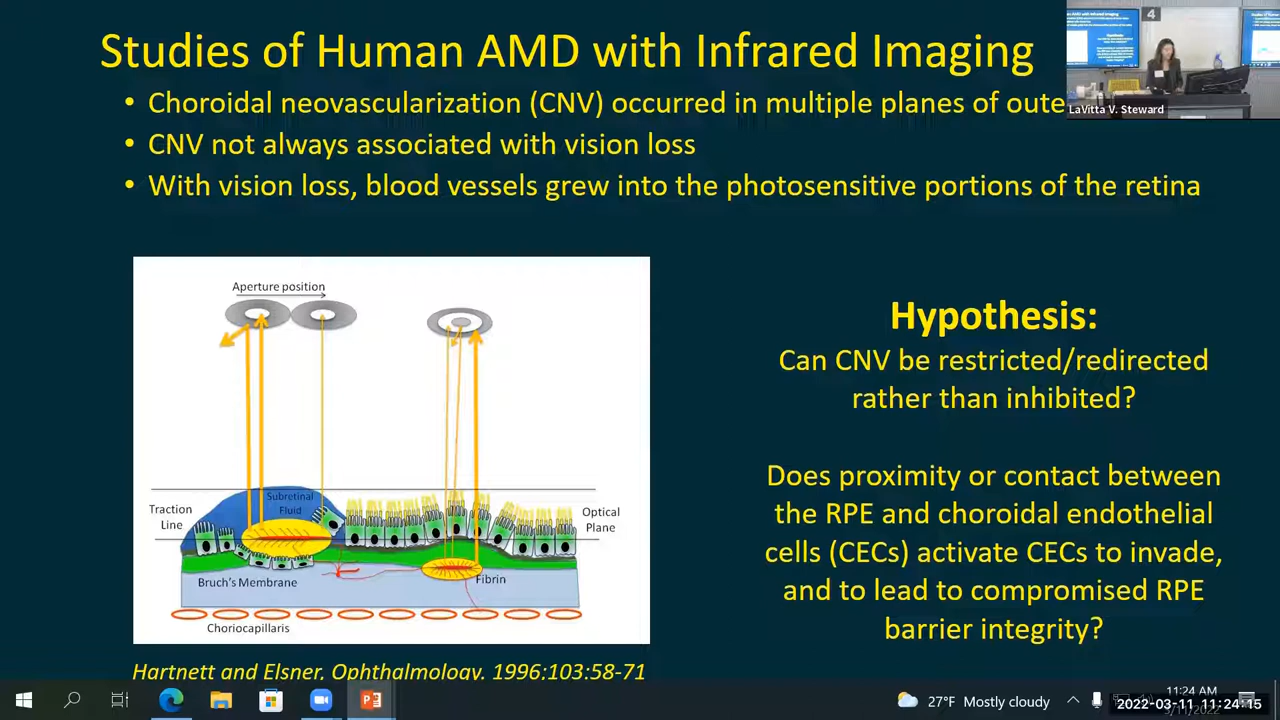 Studies of Human AMD with Infrared Imaging
• Choroidal neovascularization (CNV) occurred in multiple planes of oute
• CNV not always associated with vision loss
• With vision loss, blood vessels grew into the photosensitive portions of the retina
4
LaVitta V. Steward
Aperture position
Subretinal
Fluid
Traction
Line
Optical
Plane
Bruch's Membrane
Fibrin
Choriocapillaris
Hartnett and Elsner, Ophthalmology, 1996;103:58-71
Hypothesis:
Can CNV be restricted/redirected
rather than inhibited?
Does proximity or contact between
the RPE and choroidal endothelial
cells (CECs) activate CECs to invade,
and to lead to compromised RPE
barrier integrity?
27°F Mostly cloudy
11:24 AM
2022-03-11 11:24:15